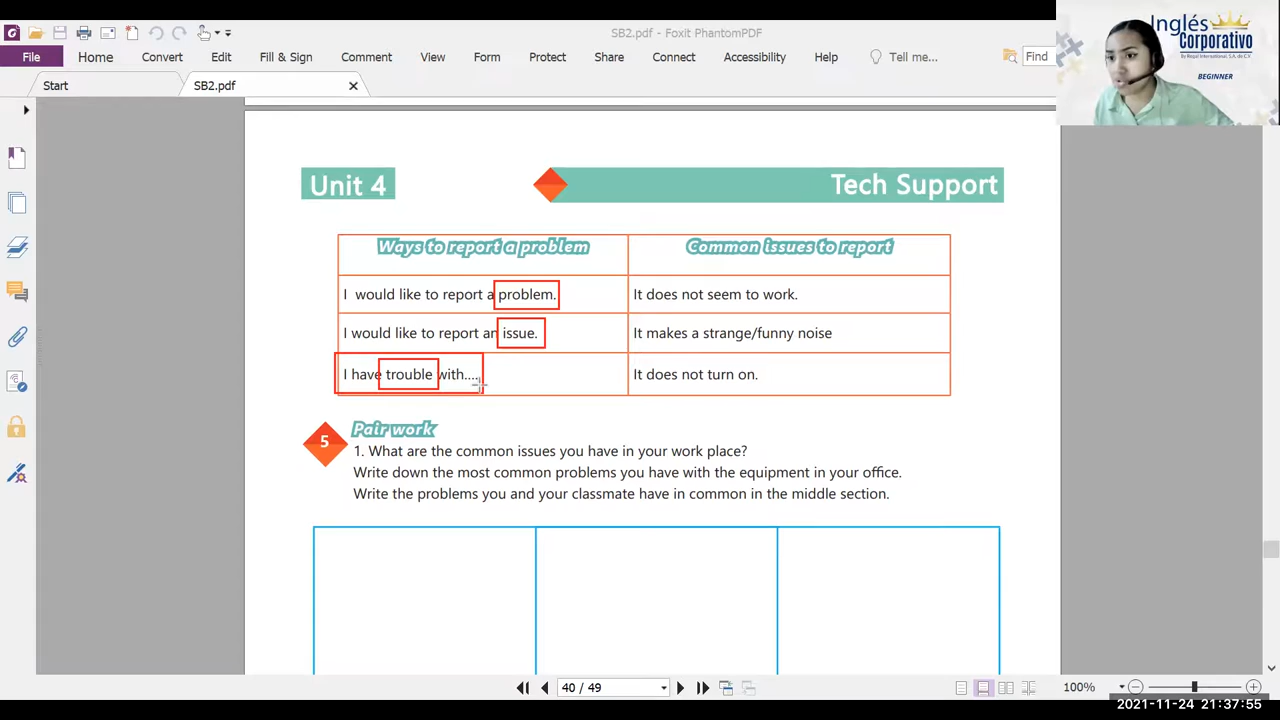 SB2.pdf - Foxit PhantomPDF
File Home Convert Edit Fill & Sign Comment View Form Protect Share Connect Accessibility Help Tell me... Find
Start SB2.pdf
Inglés
Corporativo
BEGINNER
Unit 4 Tech Support
Ways to report a problem Common issues to report
I would like to report a problem. It does not seem to work.
I would like to report an issue. It makes a strange/funny noise
I have trouble with.... It does not turn on.
5 Pair work
1. What are the common issues you have in your work place?
Write down the most common problems you have with the equipment in your office.
Write the problems you and your classmate have in common in the middle section.
40 / 49 100%
2021-11-24 21:37:55